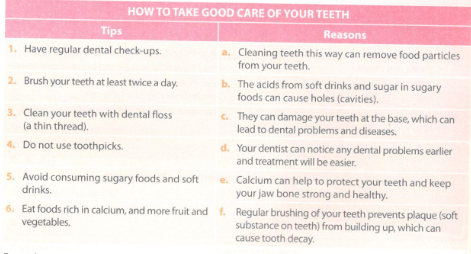 HOW TO TAKE GOOD CARE OF YOUR TEETH
Tips
Reasons
1. Have regular dental check-ups.
a. Cleaning teeth this way can remove food particles
from your teeth.
2. Brush your teeth at least twice a day.
b. The acids from soft drinks and sugar in sugary
foods can cause holes (cavities).
3. Clean your teeth with dental floss
(a thin thread).
c. They can damage your teeth at the base, which can
lead to dental problems and diseases.
4. Do not use toothpicks.
d. Your dentist can notice any dental problems earlier
and treatment will be easier.
5. Avoid consuming sugary foods and soft
drinks.
e. Calcium can help to protect your teeth and keep
your jaw bone strong and healthy.
6. Eat foods rich in calcium, and more fruit and
vegetables.
f. Regular brushing of your teeth prevents plaque (soft
substance on teeth) from building up, which can
cause tooth decay.